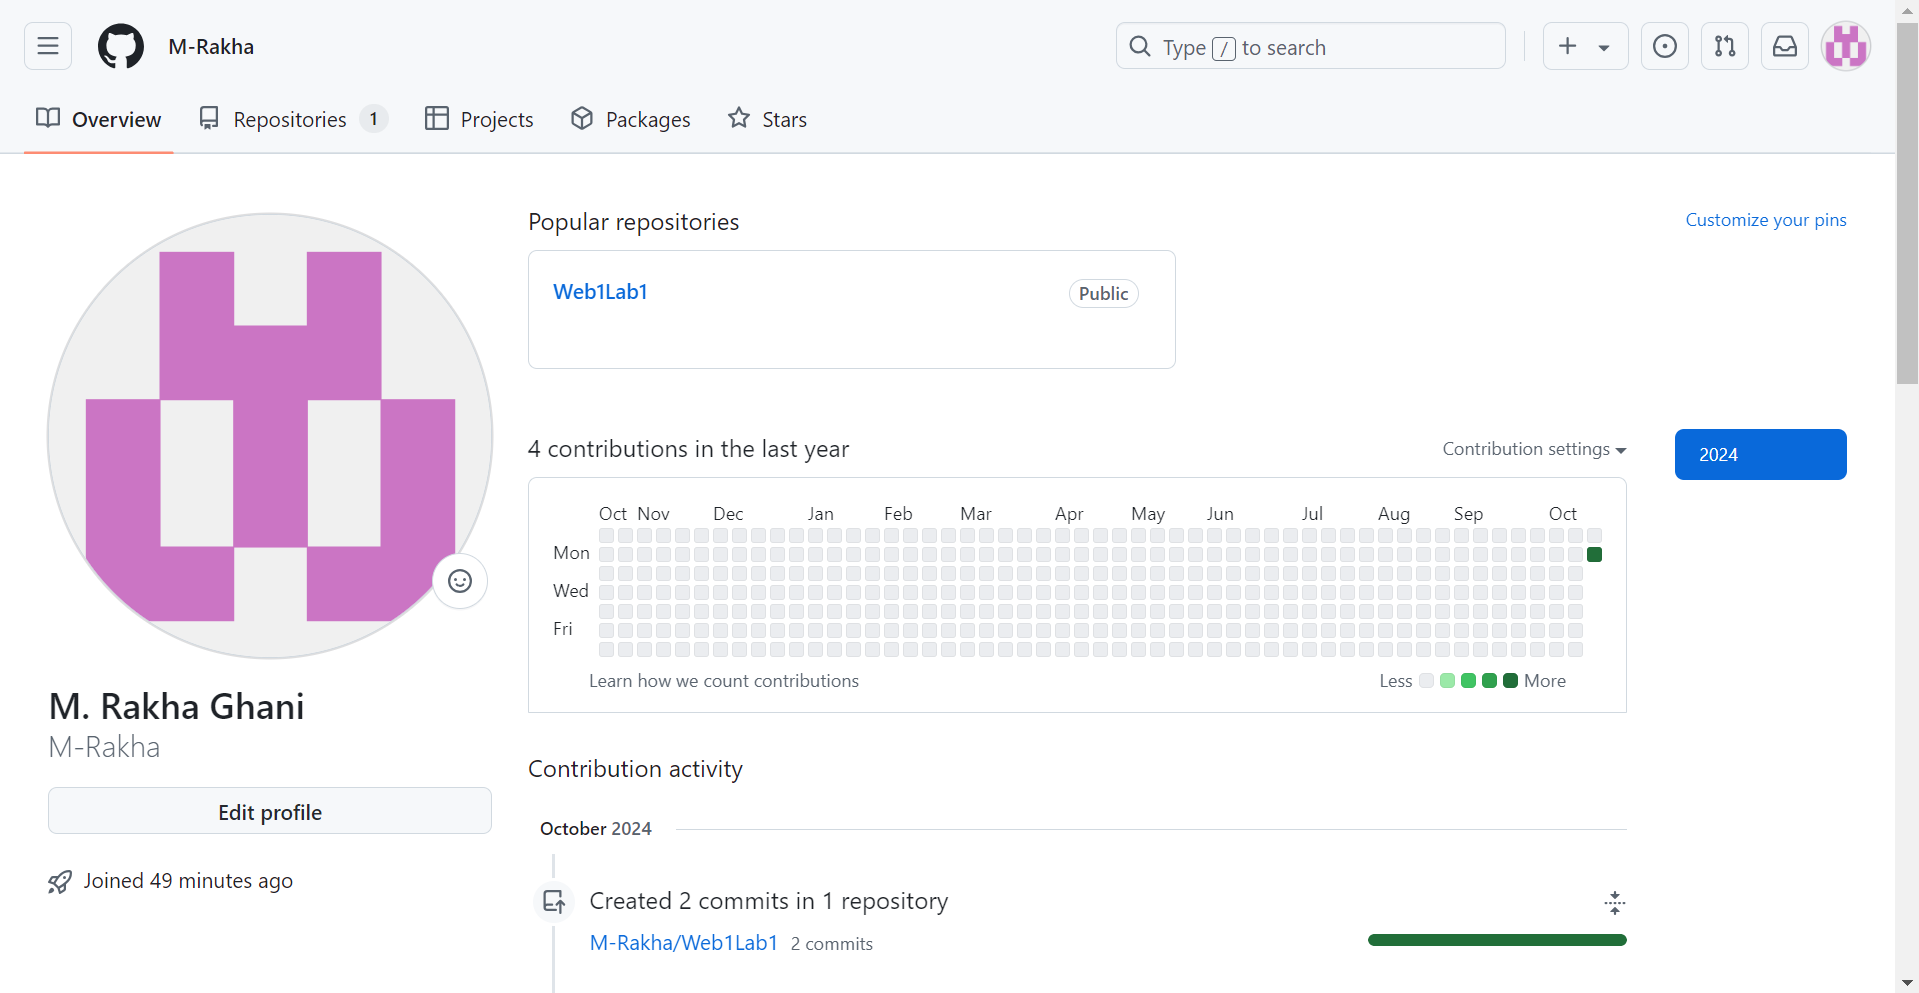 M-Rakha
Type / to search
Overview
Repositories 1
Projects
Packages
Stars
Popular repositories
Customize your pins
Web1Lab1
Public
4 contributions in the last year
Contribution settings
2024
Oct Nov Dec Jan Feb Mar Apr May Jun Jul Aug Sep Oct
Mon
Wed
Fri
Learn how we count contributions
Less More
M. Rakha Ghani
M-Rakha
Edit profile
Joined 49 minutes ago
Contribution activity
October 2024
Created 2 commits in 1 repository
M-Rakha/Web1Lab1 2 commits